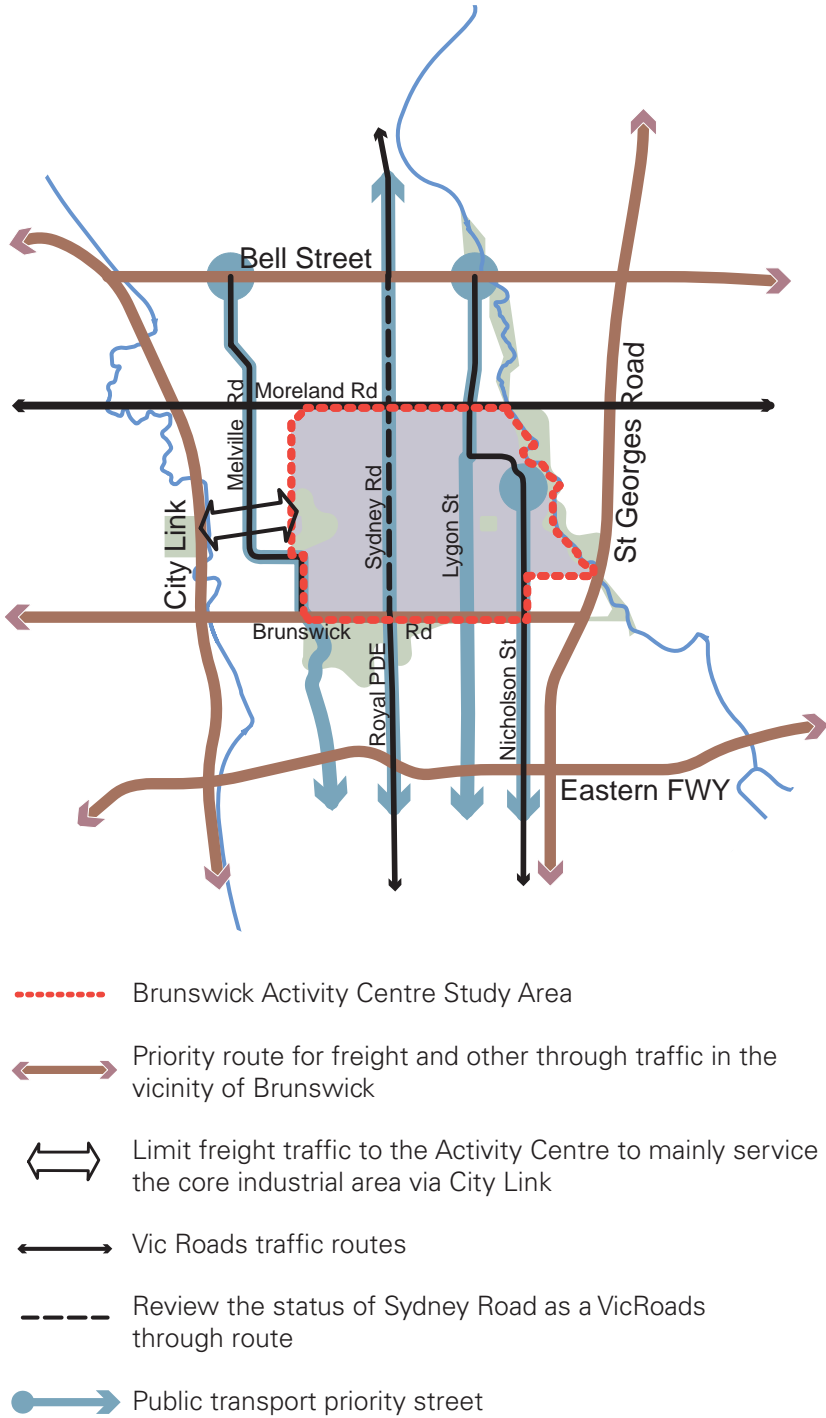 Bell Street
Moreland Rd
Melville Rd
Sydney Rd
Lygon St
St Georges Road
City Link
Brunswick Rd
Royal PDE
Nicholson St
Eastern FWY
Brunswick Activity Centre Study Area
Priority route for freight and other through traffic in the
vicinity of Brunswick
Limit freight traffic to the Activity Centre to mainly service
the core industrial area via City Link
Vic Roads traffic routes
Review the status of Sydney Road as a VicRoads
through route
Public transport priority street